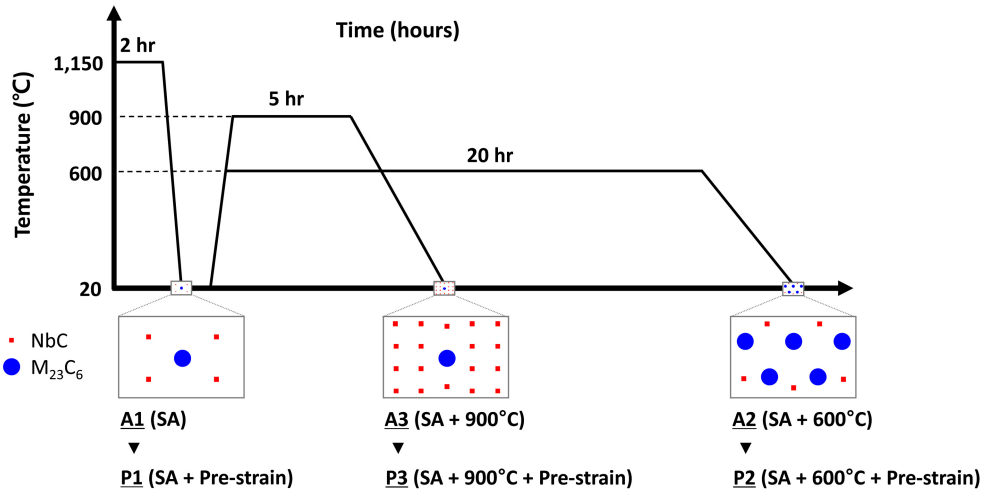 Time (hours)
2 hr
1,150
5 hr
900
20 hr
600
Temperature (℃)
20
NbC
M₂₃C₆
A1 (SA)
A3 (SA + 900°C)
A2 (SA + 600°C)
P1 (SA + Pre-strain)
P3 (SA + 900°C + Pre-strain)
P2 (SA + 600°C + Pre-strain)